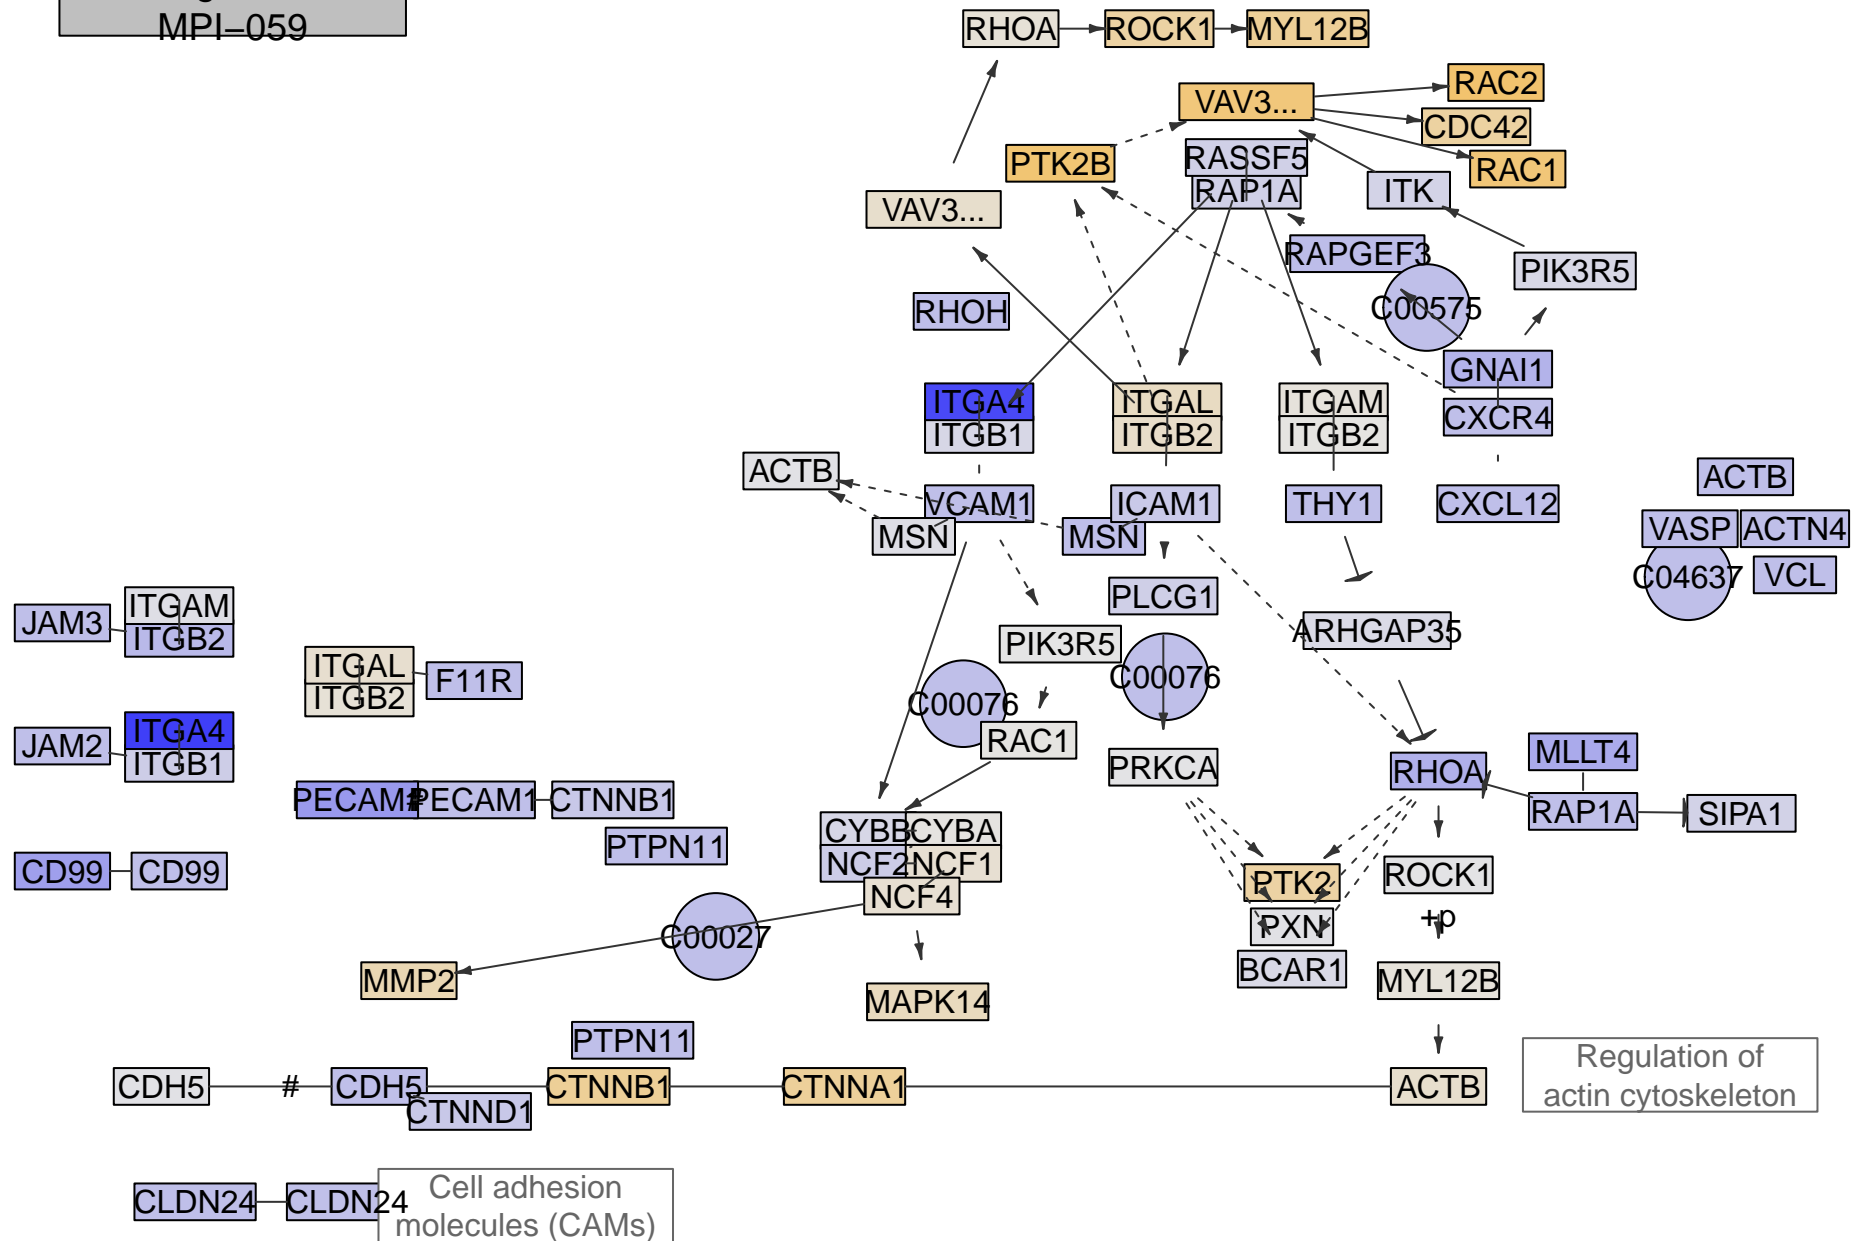 MPI−059
RHOA
ROCK1
MYL12B
RAC2
VAV3...
CDC42
RASSF5
PTK2B
RAC1
RAP1A
ITK
VAV3...
RAPGEF3
PIK3R5
RHOH
C00575
GNAI1
ITGA4
ITGAL
ITGAM
CXCR4
ITGB1
ITGB2
ITGB2
ACTB
ACTB
VCAM1
ICAM1
THY1
CXCL12
MSN
MSN
VASP
ACTN4
C04637
VCL
PLCG1
JAM3
ITGAM
ITGB2
ARHGAP35
PIK3R5
ITGAL
ITGB2
F11R
C00076
C00076
JAM2
ITGA4
ITGB1
RAC1
PRKCA
RHOA
MLLT4
PECAM1
#
PECAM1
CTNNB1
RAP1A
SIPA1
CYBB
CYBA
PTPN11
NCF2
NCF1
CD99
CD99
NCF4
PTK2
ROCK1
+p
PXN
C00027
BCAR1
MMP2
MYL12B
MAPK14
PTPN11
CDH5
#
CDH5
CTNNB1
CTNNA1
ACTB
CTNND1
Regulation of
actin cytoskeleton
CLDN24
CLDN24
Cell adhesion
molecules (CAMs)